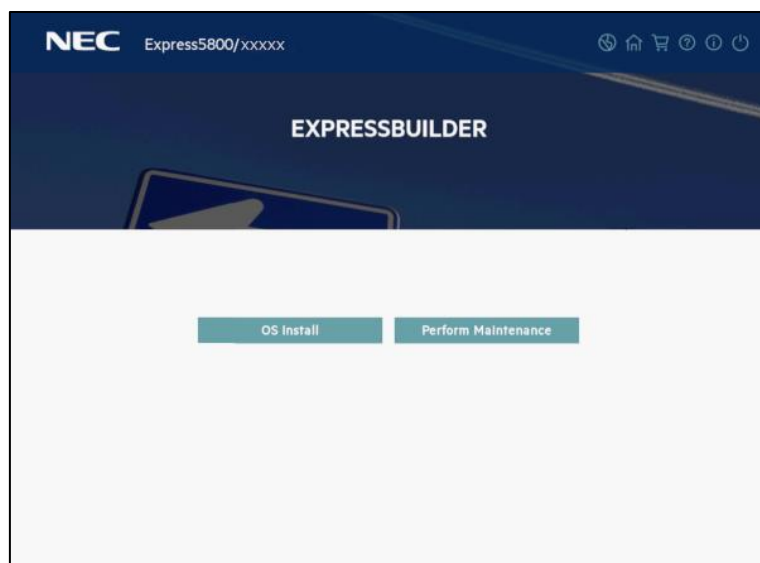 NEC Express5800/xxxxx
EXPRESSBUILDER
OS Install
Perform Maintenance